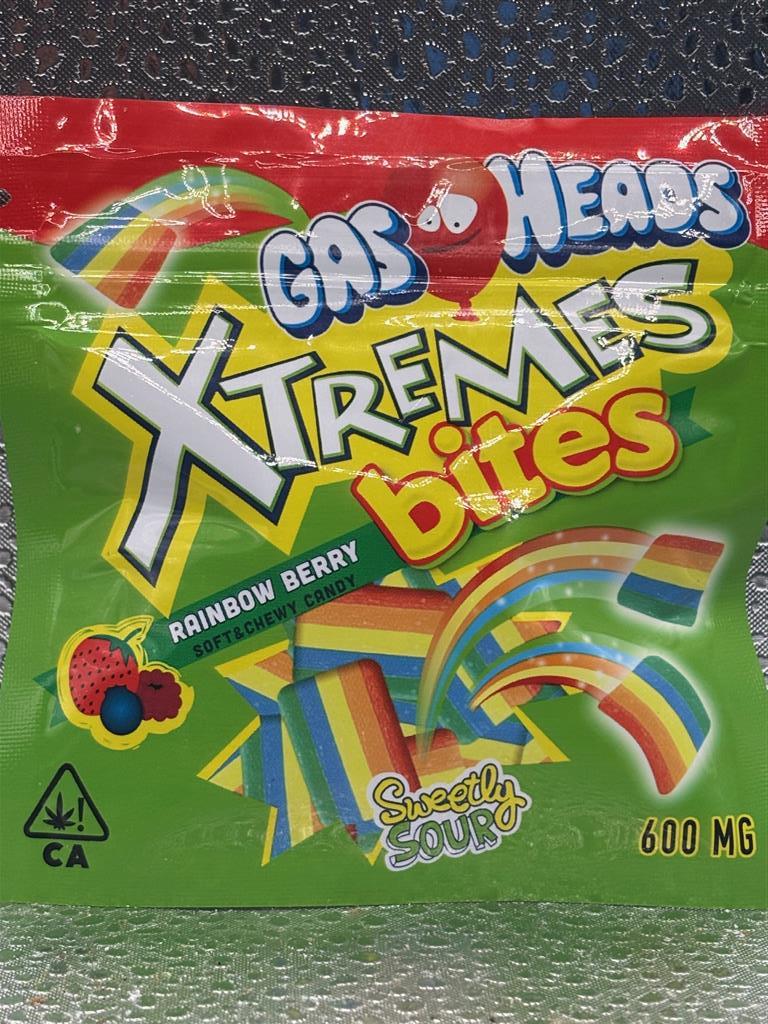 GAS HEADS
XTREMES
bites
RAINBOW BERRY
SOFT&CHEWY CANDY
Sweetly
SOUR
600 MG
!
CA